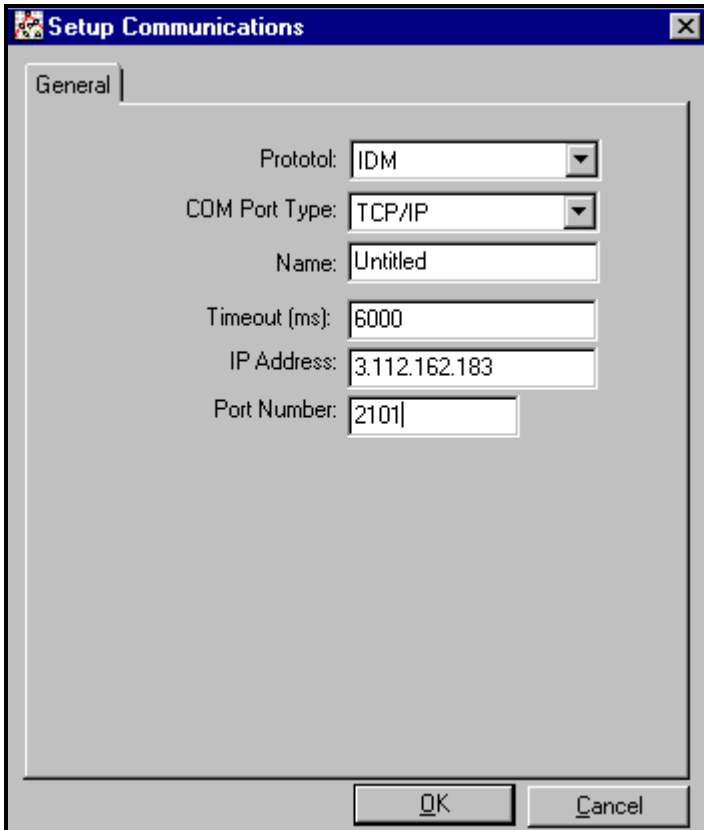 Setup Communications
General
Prototol: IDM
COM Port Type: TCP/IP
Name: Untitled
Timeout (ms): 6000
IP Address: 3.112.162.183
Port Number: 2101
OK Cancel